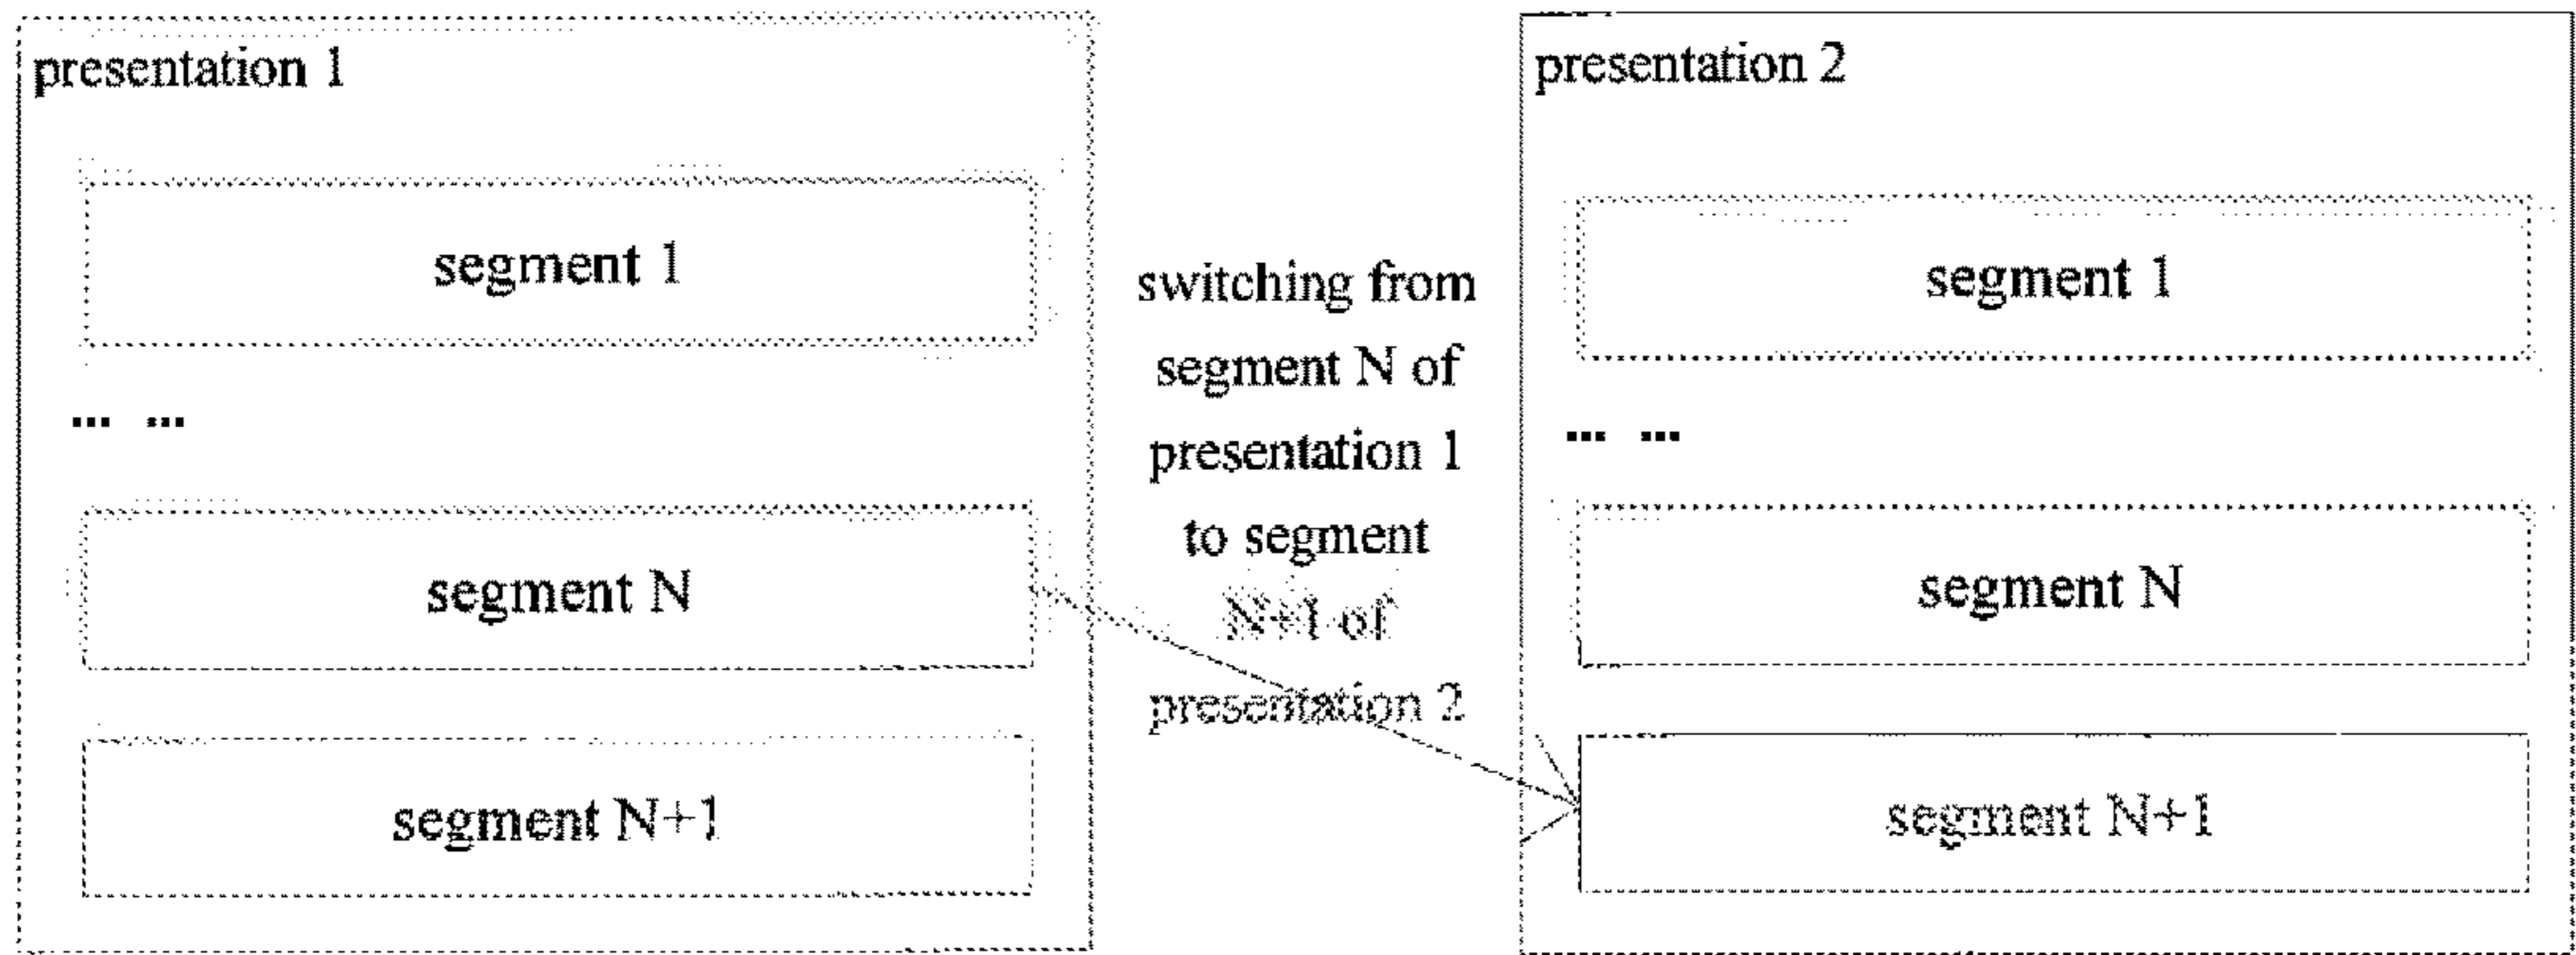 presentation 1
segment 1
... ...
segment N
segment N+1
switching from
segment N of
presentation 1
to segment
N+1 of
presentation 2
presentation 2
segment 1
... ...
segment N
segment N+1